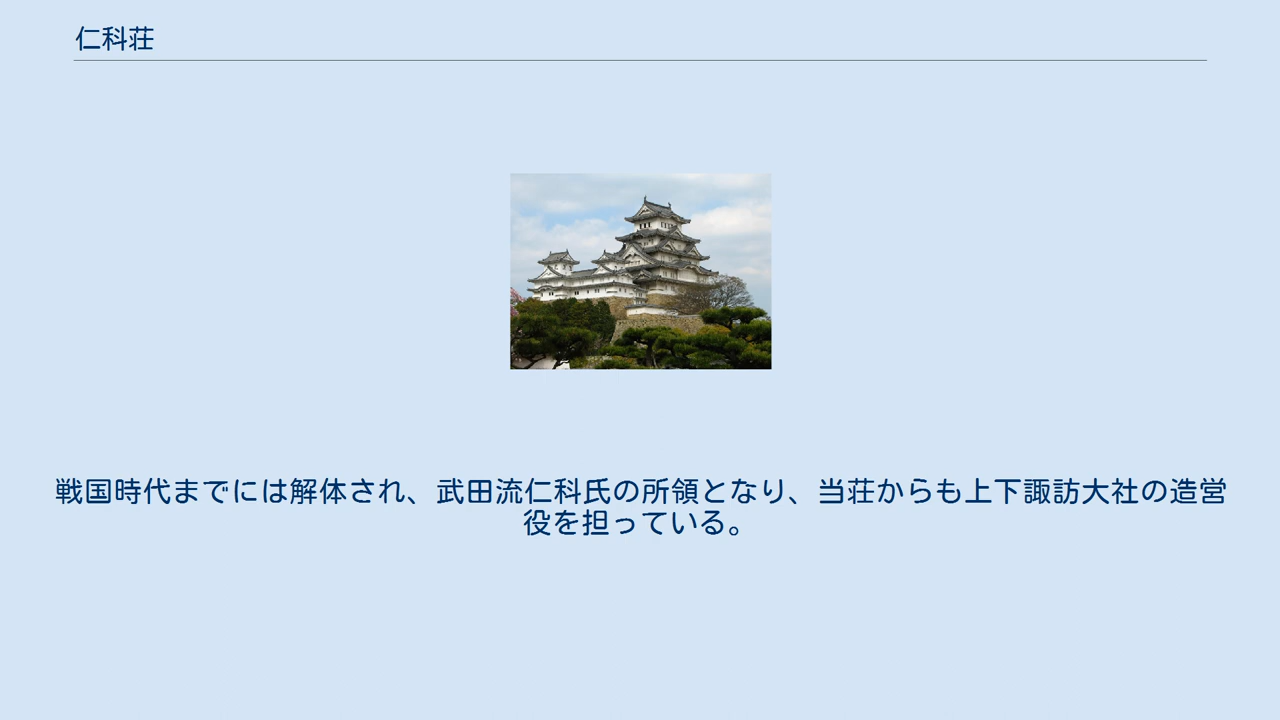 仁科荘
戦国時代までには解体され、武田流仁科氏の所領となり、当荘からも上下諏訪大社の造営
役を担っている。